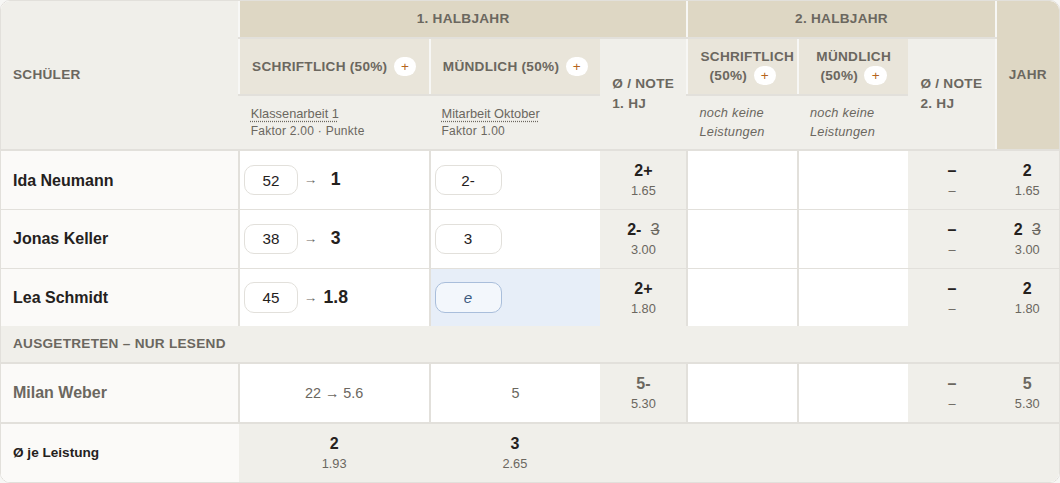 1. HALBJAHR 2. HALBJAHR
SCHÜLER SCHRIFTLICH (50%) + MÜNDLICH (50%) + Ø / NOTE 1. HJ SCHRIFTLICH (50%) + MÜNDLICH (50%) + Ø / NOTE 2. HJ JAHR
Klassenarbeit 1 Mitarbeit Oktober noch keine noch keine
Faktor 2.00 · Punkte Faktor 1.00 Leistungen Leistungen
Ida Neumann 52 → 1 2- 2+ – 2
1.65 – 1.65
Jonas Keller 38 → 3 3 2- 3 – 2 3
3.00 – 3.00
Lea Schmidt 45 → 1.8 e 2+ – 2
1.80 – 1.80
AUSGETRETEN – NUR LESEND
Milan Weber 22 → 5.6 5 5- – 5
5.30 – 5.30
Ø je Leistung 2 3
1.93 2.65